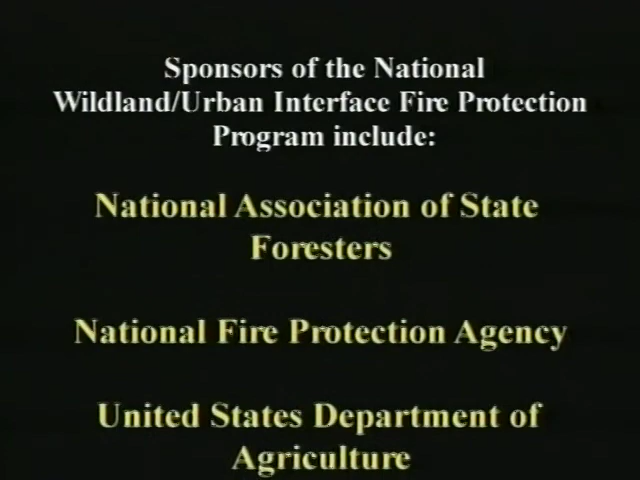 Sponsors of the National
Wildland/Urban Interface Fire Protection
Program include:
National Association of State
Foresters
National Fire Protection Agency
United States Department of
Agriculture